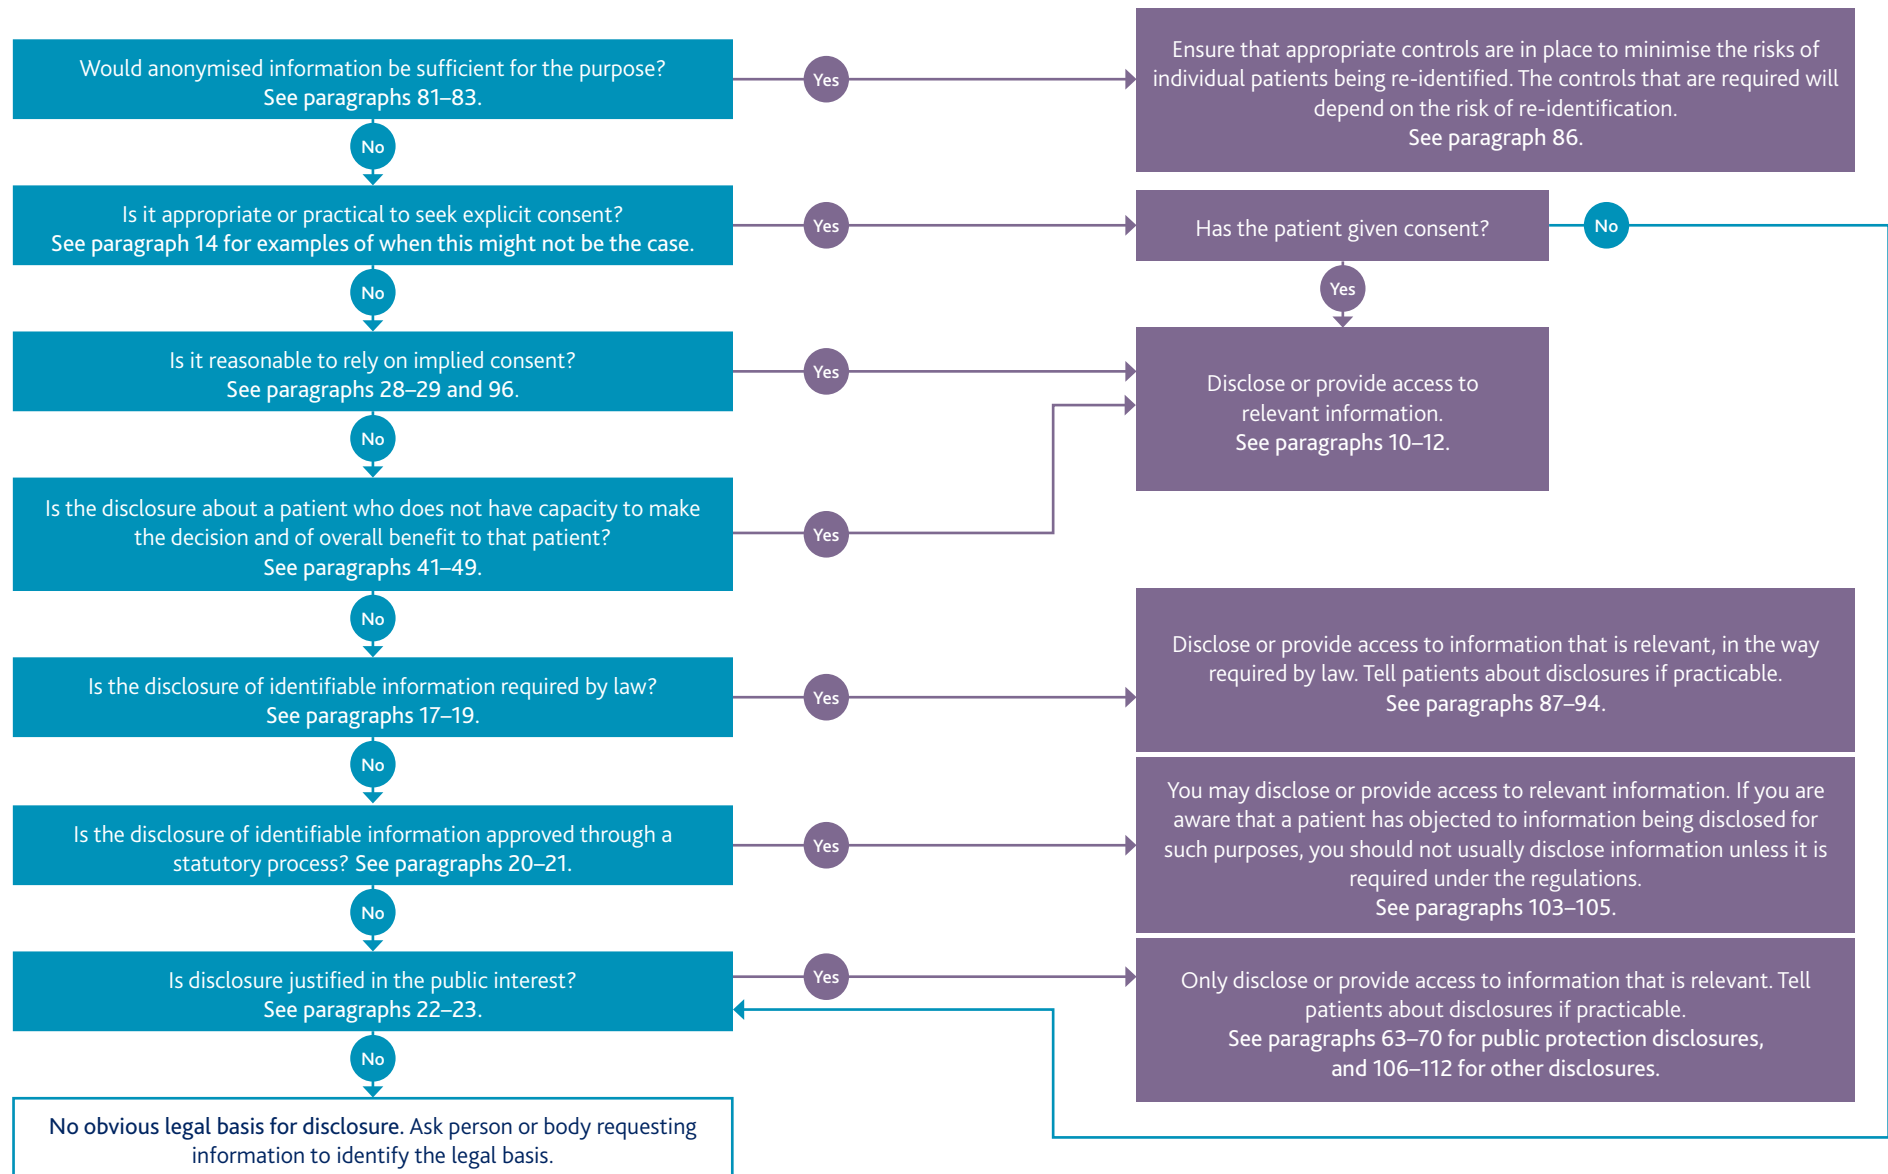 Would anonymised information be sufficient for the purpose?
See paragraphs 81–83.
Yes
Ensure that appropriate controls are in place to minimise the risks of
individual patients being re-identified. The controls that are required will
depend on the risk of re-identification.
See paragraph 86.
No
Is it appropriate or practical to seek explicit consent?
See paragraph 14 for examples of when this might not be the case.
Yes
Has the patient given consent?
No
Yes
No
Is it reasonable to rely on implied consent?
See paragraphs 28–29 and 96.
Yes
Disclose or provide access to
relevant information.
See paragraphs 10–12.
No
Is the disclosure about a patient who does not have capacity to make
the decision and of overall benefit to that patient?
See paragraphs 41–49.
Yes
No
Is the disclosure of identifiable information required by law?
See paragraphs 17–19.
Yes
Disclose or provide access to information that is relevant, in the way
required by law. Tell patients about disclosures if practicable.
See paragraphs 87–94.
No
Is the disclosure of identifiable information approved through a
statutory process? See paragraphs 20–21.
Yes
You may disclose or provide access to relevant information. If you are
aware that a patient has objected to information being disclosed for
such purposes, you should not usually disclose information unless it is
required under the regulations.
See paragraphs 103–105.
No
Is disclosure justified in the public interest?
See paragraphs 22–23.
Yes
Only disclose or provide access to information that is relevant. Tell
patients about disclosures if practicable.
See paragraphs 63–70 for public protection disclosures,
and 106–112 for other disclosures.
No
No obvious legal basis for disclosure. Ask person or body requesting
information to identify the legal basis.